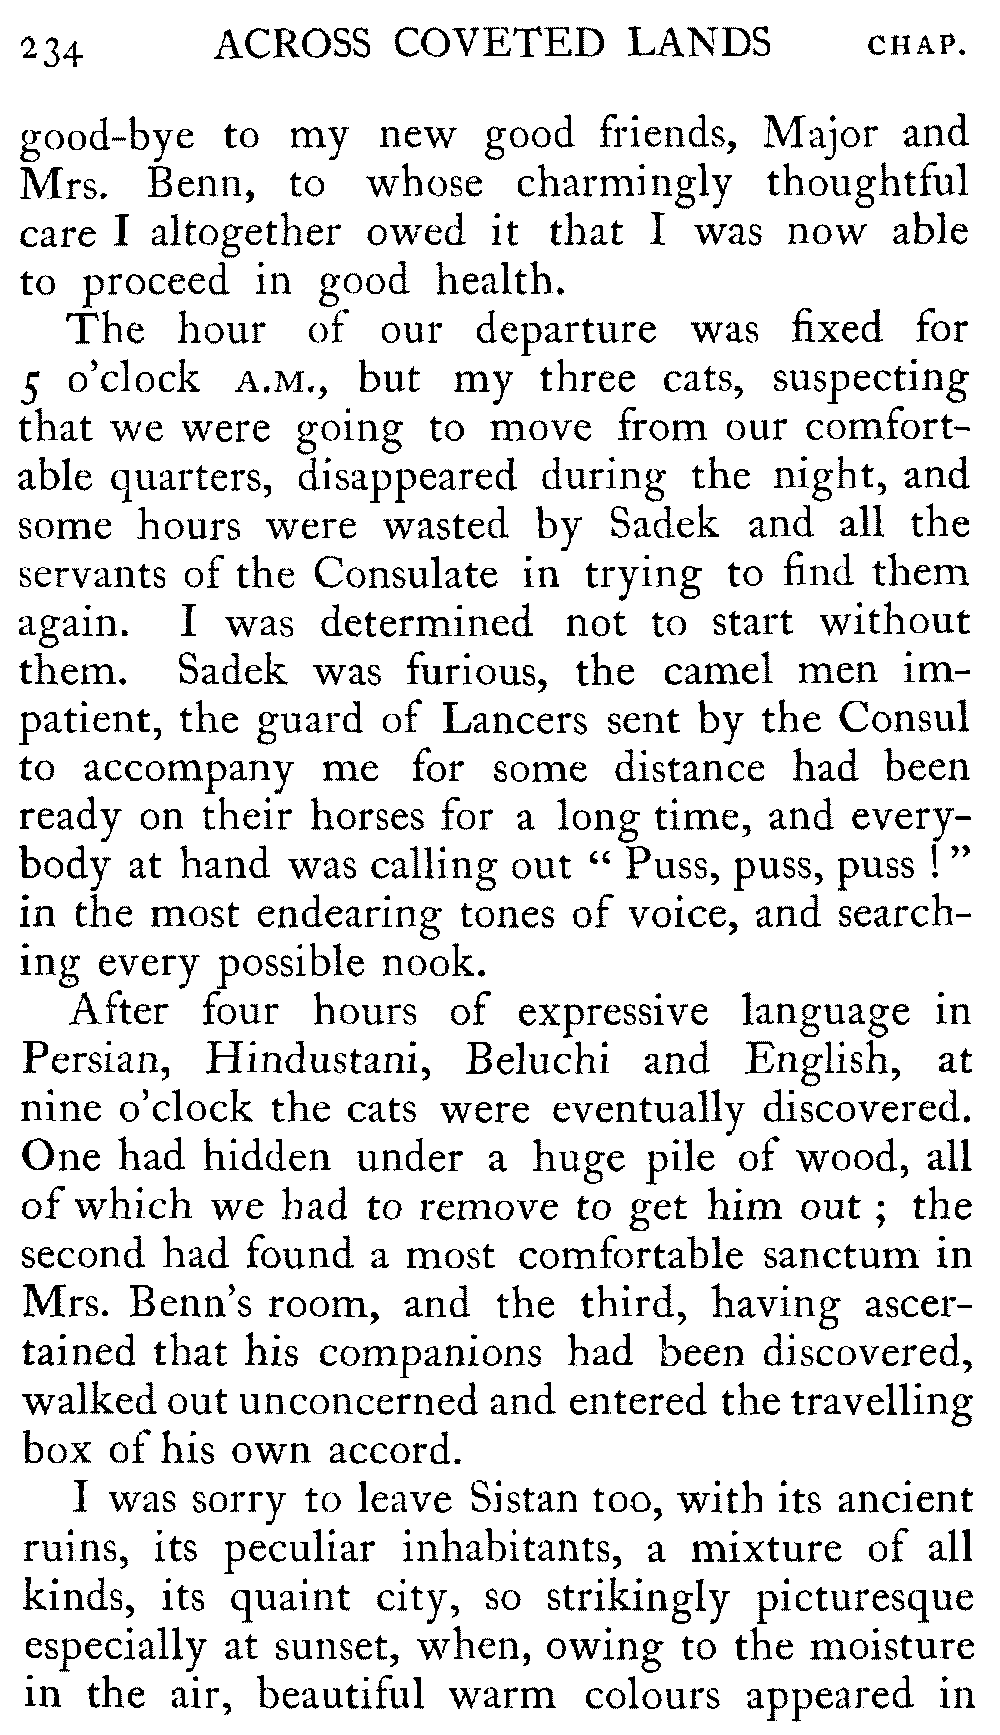 234 ACROSS COVETED LANDS CHAP.
good-bye to my new good friends, Major and
Mrs. Benn, to whose charmingly thoughtful
care I altogether owed it that I was now able
to proceed in good health.
The hour of our departure was fixed for
5 o'clock A.M., but my three cats, suspecting
that we were going to move from our comfort-
able quarters, disappeared during the night, and
some hours were wasted by Sadek and all the
servants of the Consulate in trying to find them
again. I was determined not to start without
them. Sadek was furious, the camel men im-
patient, the guard of Lancers sent by the Consul
to accompany me for some distance had been
ready on their horses for a long time, and every-
body at hand was calling out “ Puss, puss, puss ! ”
in the most endearing tones of voice, and search-
ing every possible nook.
After four hours of expressive language in
Persian, Hindustani, Beluchi and English, at
nine o'clock the cats were eventually discovered.
One had hidden under a huge pile of wood, all
of which we had to remove to get him out ; the
second had found a most comfortable sanctum in
Mrs. Benn's room, and the third, having ascer-
tained that his companions had been discovered,
walked out unconcerned and entered the travelling
box of his own accord.
I was sorry to leave Sistan too, with its ancient
ruins, its peculiar inhabitants, a mixture of all
kinds, its quaint city, so strikingly picturesque
especially at sunset, when, owing to the moisture
in the air, beautiful warm colours appeared in